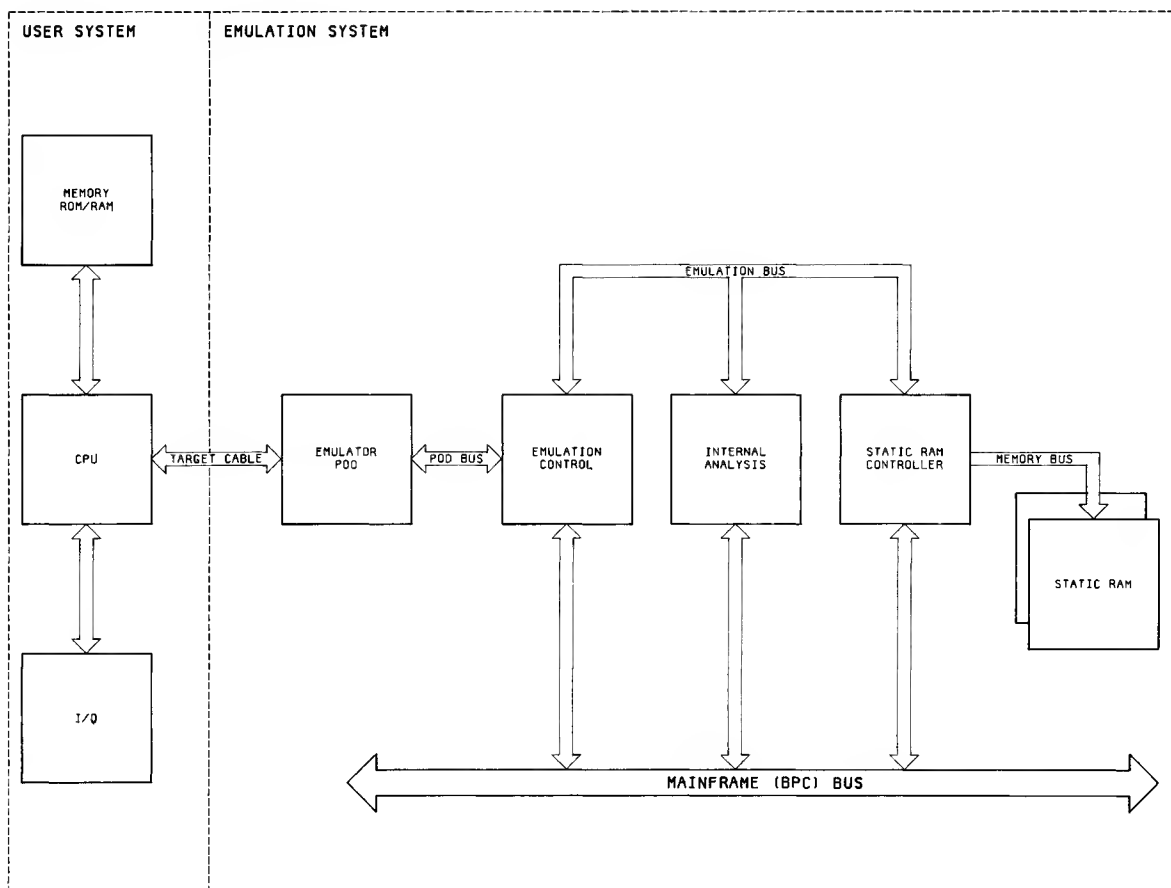 USER SYSTEM
EMULATION SYSTEM
MEMORY
ROM/RAM
EMULATION BUS
CPU
TARGET CABLE
EMULATOR
POD
POD BUS
EMULATION
CONTROL
INTERNAL
ANALYSIS
STATIC RAM
CONTROLLER
MEMORY BUS
STATIC RAM
I/O
MAINFRAME (BPC) BUS